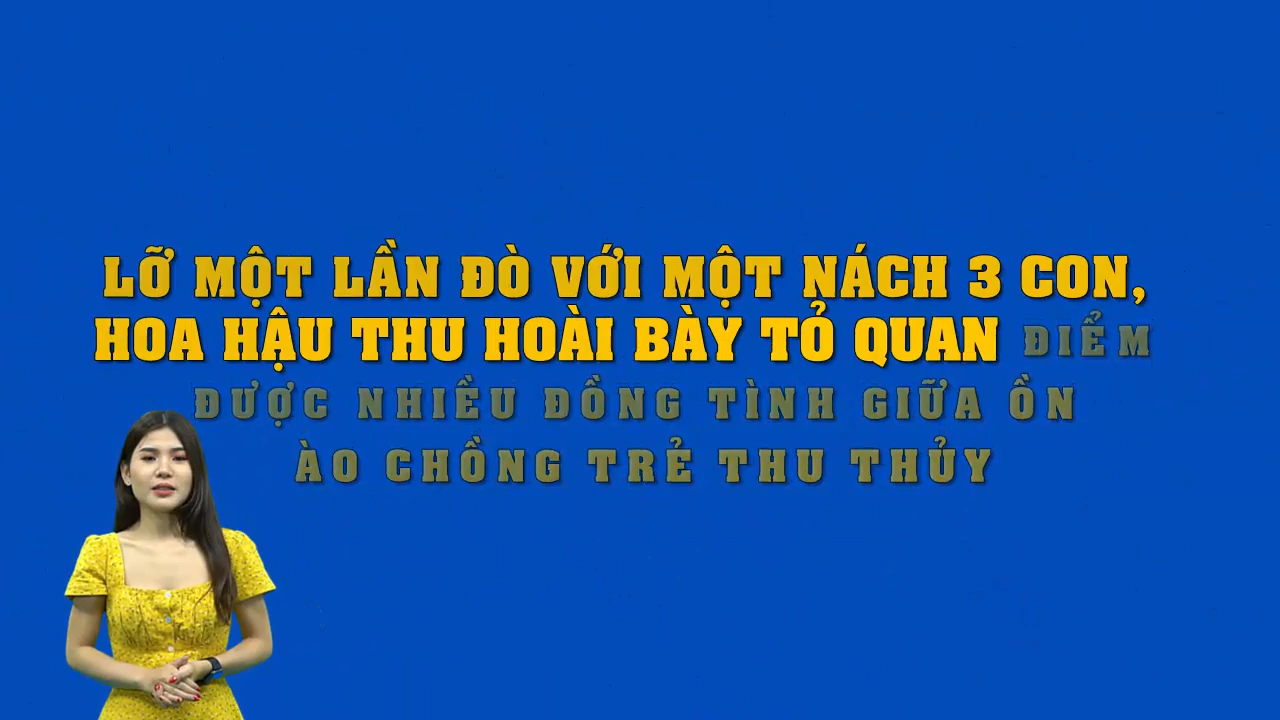 LỠ MỘT LẦN ĐÒ VỚI MỘT NÁCH 3 CON,
HOA HẬU THU HOÀI BÀY TỎ QUAN ĐIỂM
ĐƯỢC NHIỀU ĐỒNG TÌNH GIỮA ỒN
ÀO CHỒNG TRẺ THU THỦY